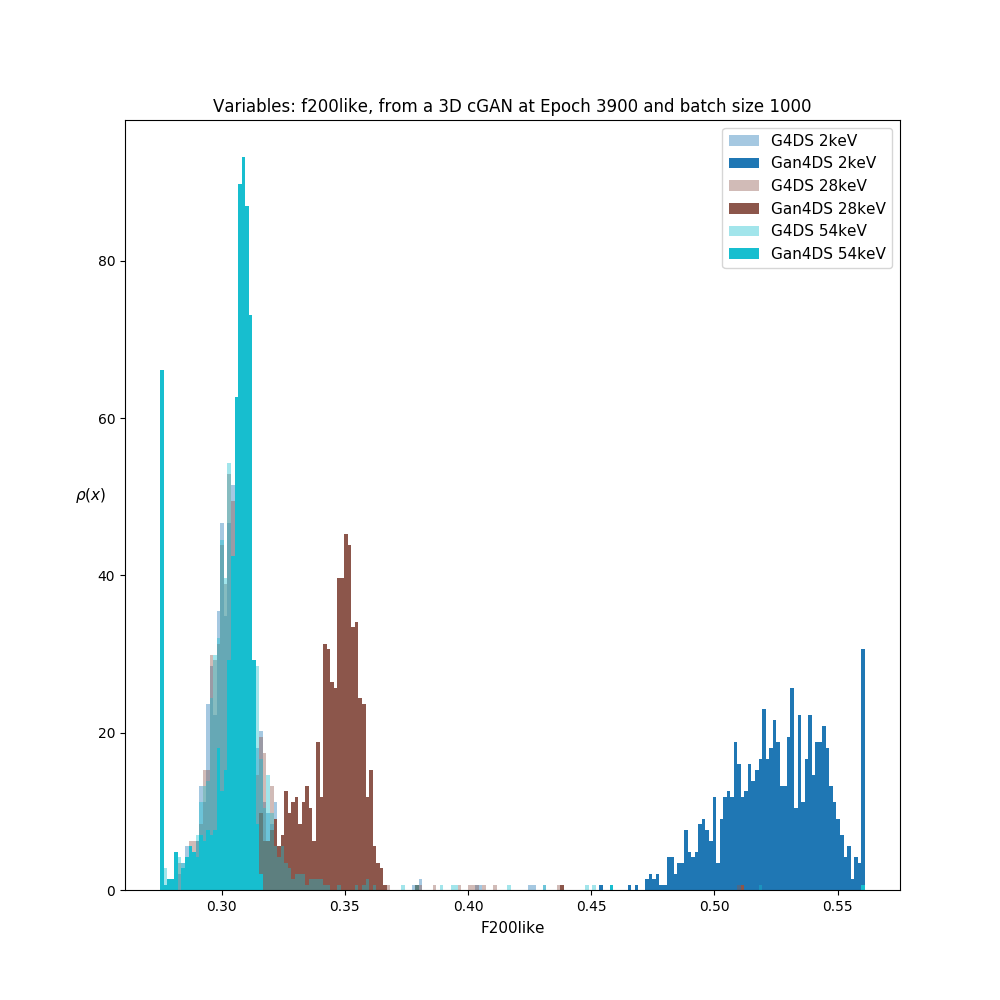 Variables: f200like, from a 3D cGAN at Epoch 3900 and batch size 1000
G4DS 2keV
Gan4DS 2keV
G4DS 28keV
Gan4DS 28keV
G4DS 54keV
Gan4DS 54keV
80
60
ρ(x)
40
20
0
0.30 0.35 0.40 0.45 0.50 0.55
F200like